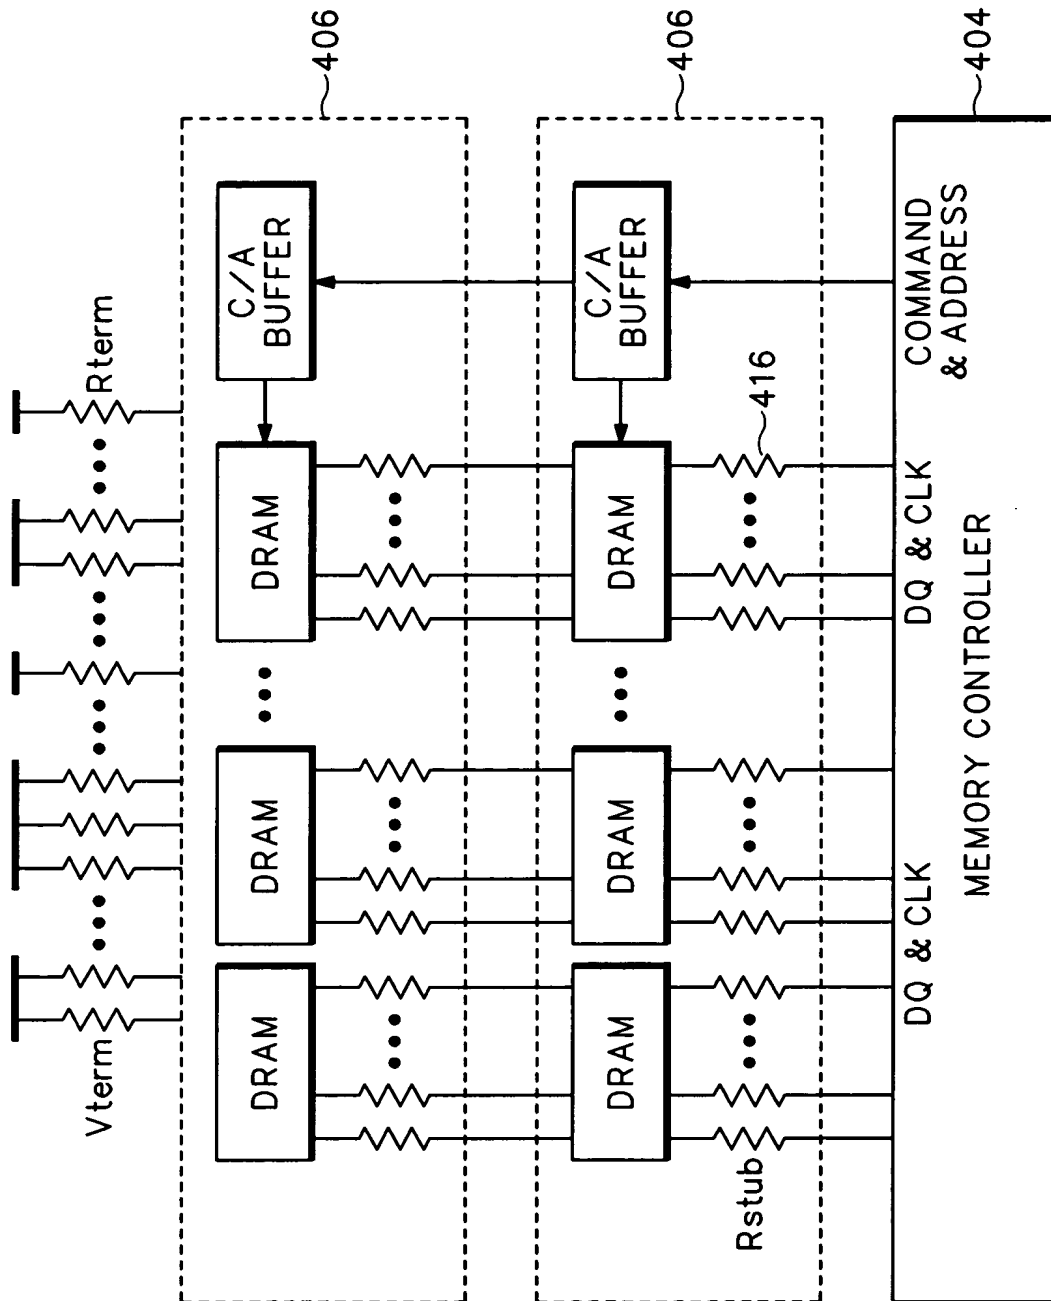 Vterm
Rterm
406
DRAM
DRAM
DRAM
C/A
BUFFER
406
DRAM
DRAM
DRAM
C/A
BUFFER
Rstub
416
404
DQ & CLK
DQ & CLK
COMMAND
& ADDRESS
MEMORY CONTROLLER